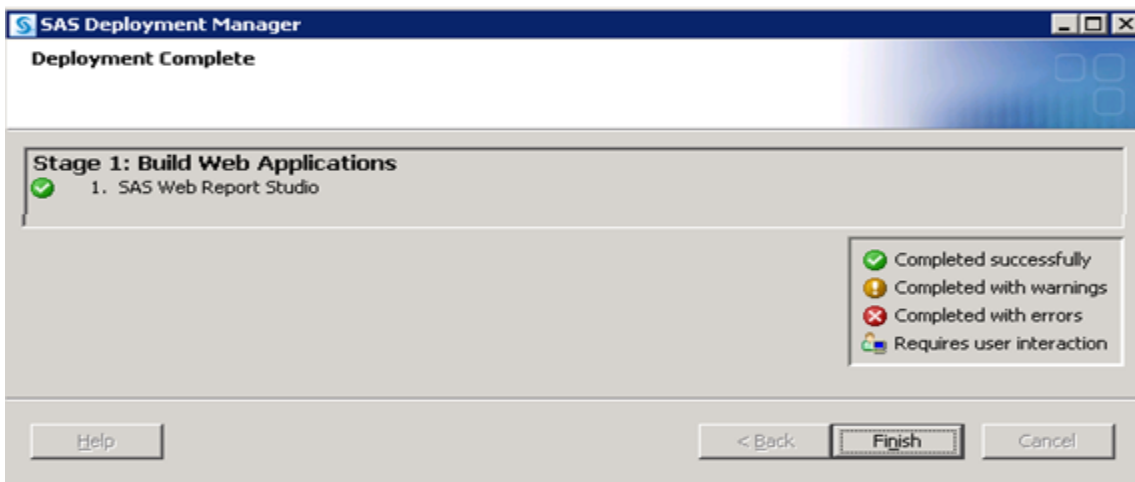 SAS Deployment Manager
Deployment Complete
Stage 1: Build Web Applications
1. SAS Web Report Studio
Completed successfully
Completed with warnings
Completed with errors
Requires user interaction
Help
< Back
Finish
Cancel